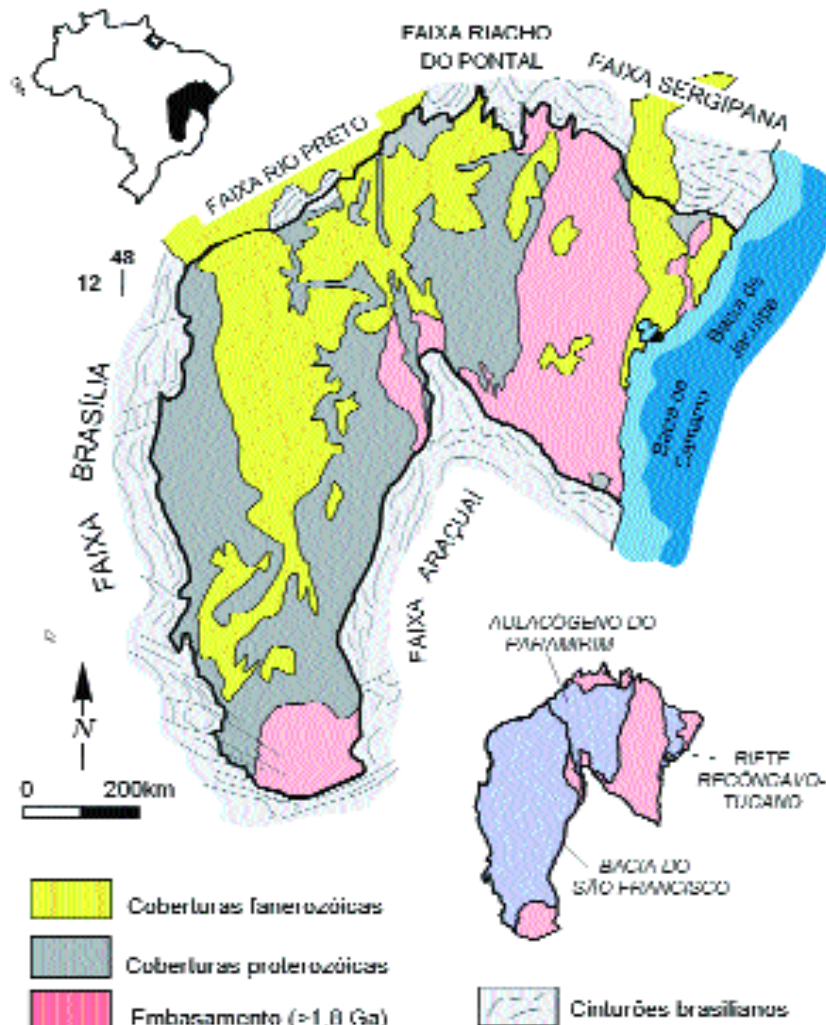 FAIXA RIACHO
DO PONTAL
FAIXA SERGIPANA
FAIXA RIO PRETO
48
12
FAIXA BRASÍLIA
Bacia de
Jacuípe
Bacia de
Camamu
FAIXA ARAÇUAÍ
N
0 200km
AULACÓGENO DO
PARAMIRIM
RIFTE
RECÔNCAVO-
TUCANO
BACIA DO
SÃO FRANCISCO
Coberturas fanerozóicas
Coberturas proterozóicas
Embasamento (>1.8 Ga)
Cinturões brasilianos